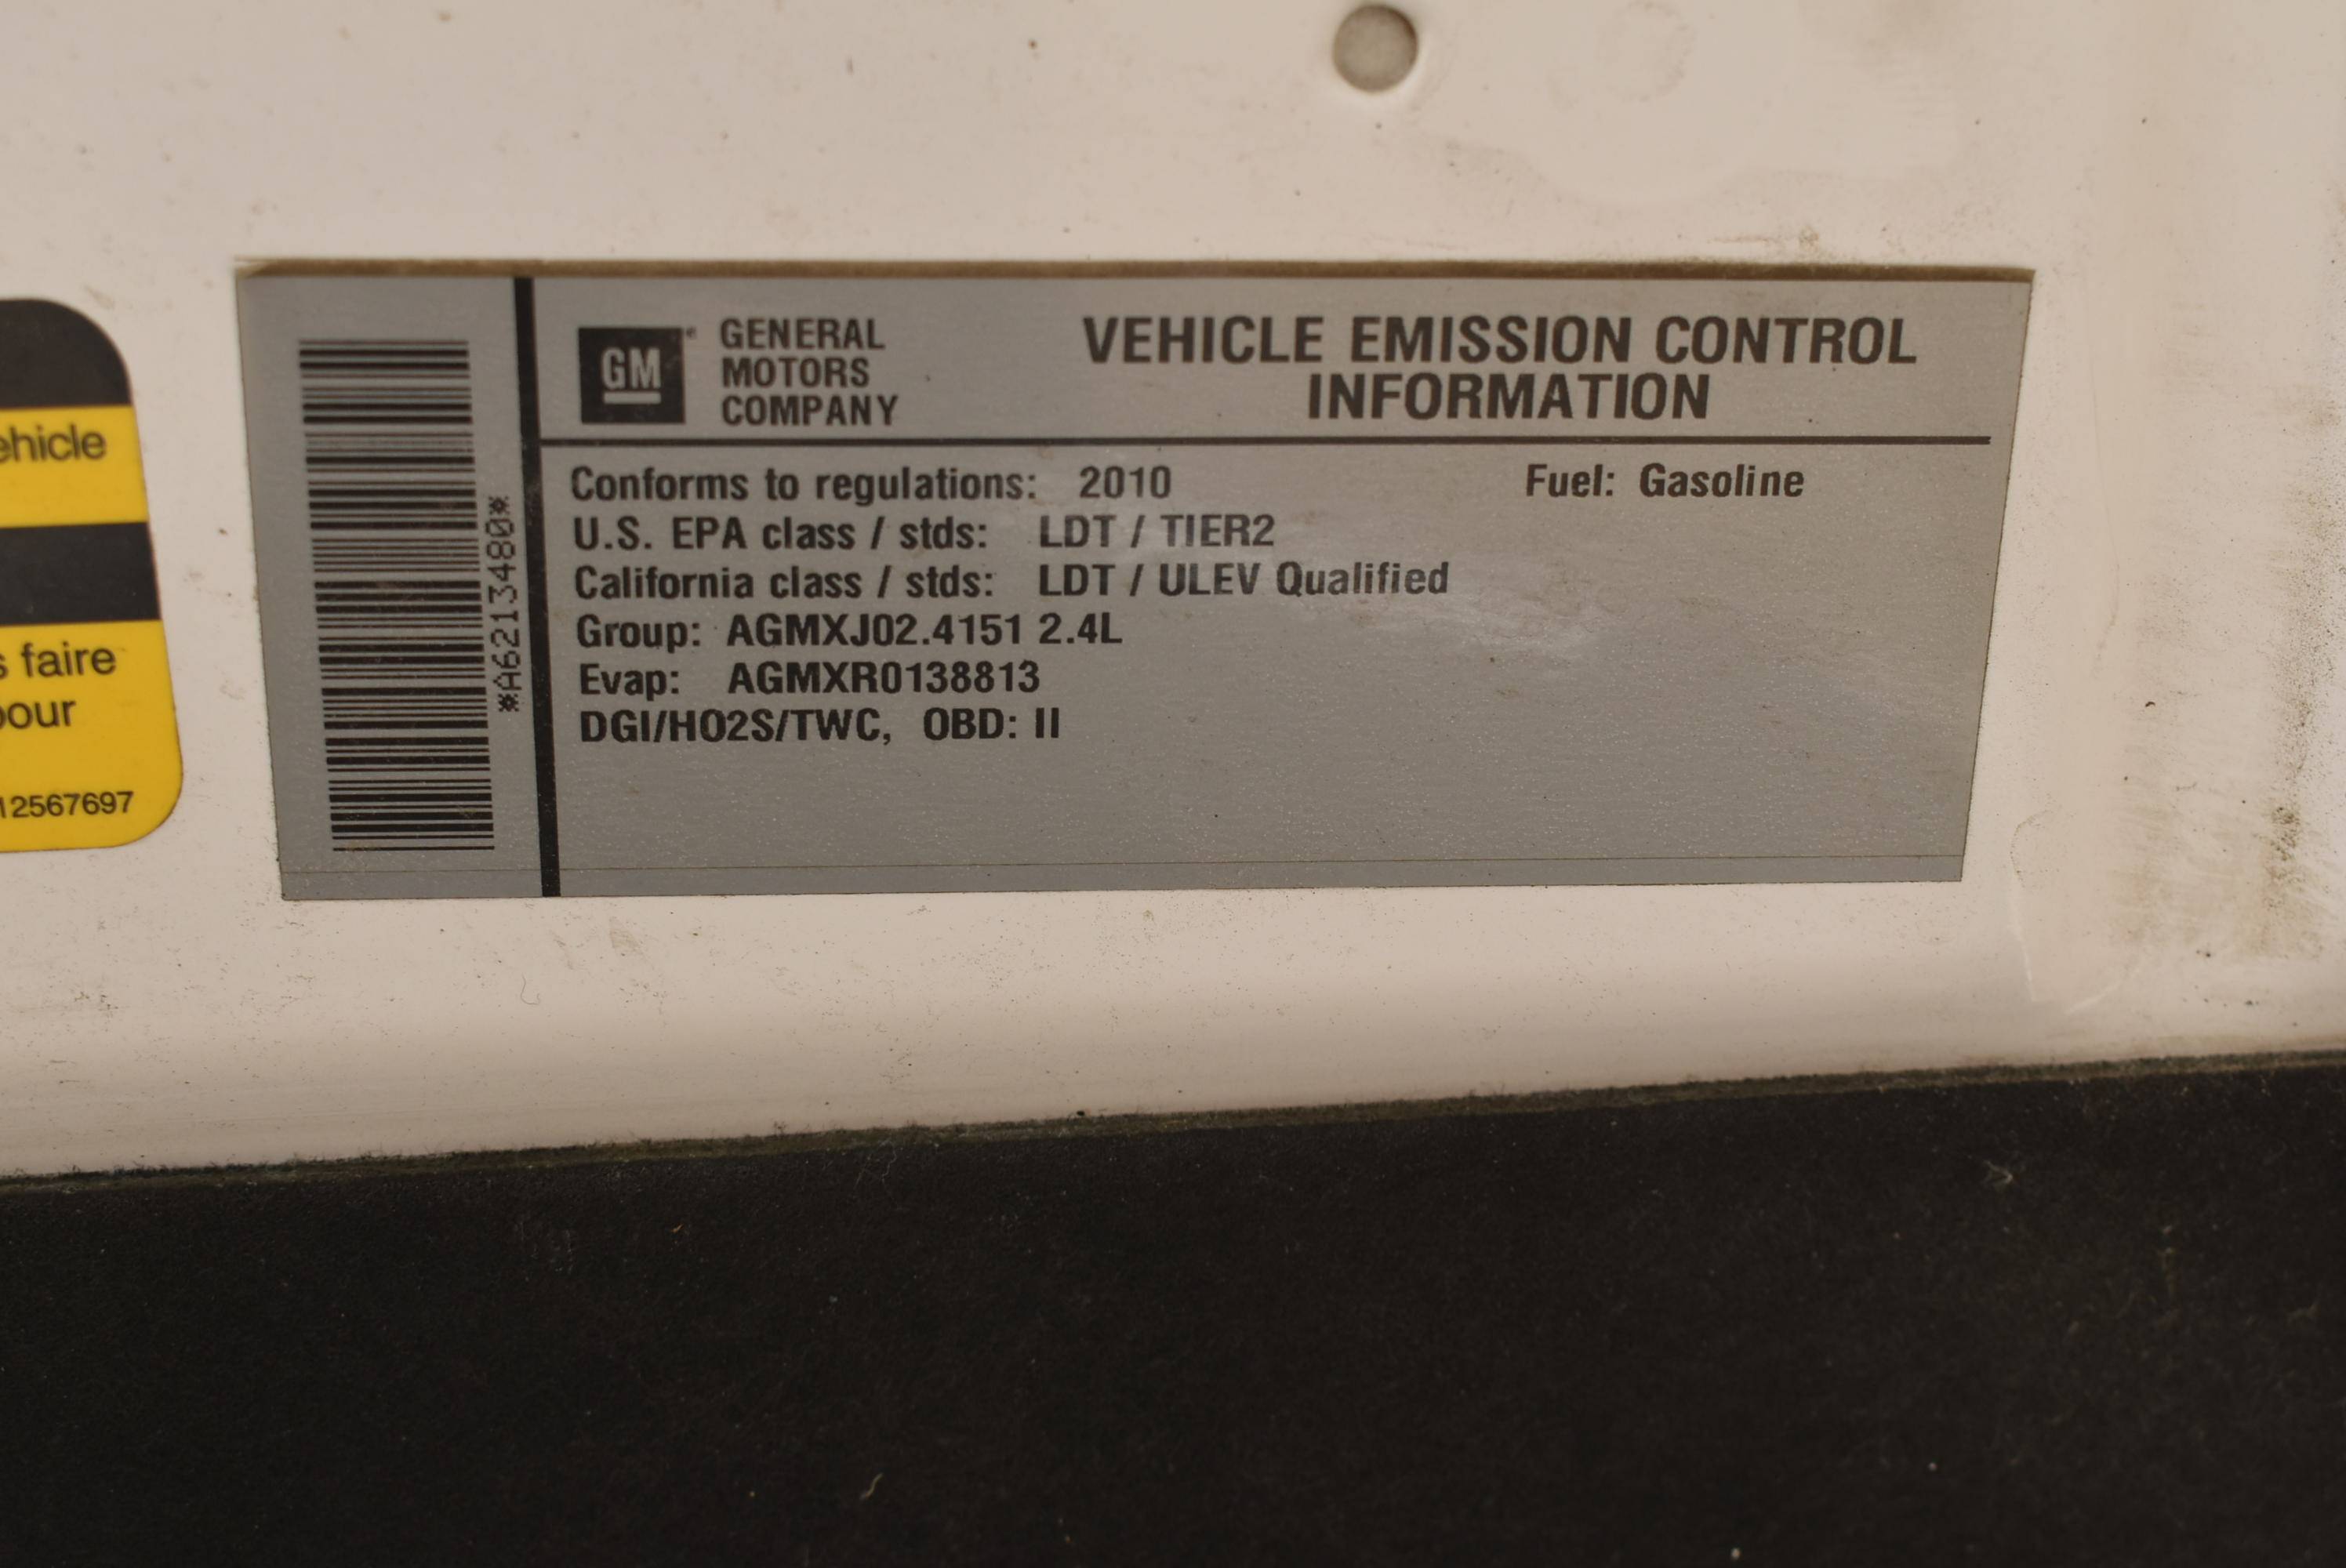 ehicle
s faire
pour
12567697
*A6213480*
GM
GENERAL
MOTORS
COMPANY
VEHICLE EMISSION CONTROL
INFORMATION
Conforms to regulations: 2010
Fuel: Gasoline
U.S. EPA class / stds: LDT / TIER2
California class / stds: LDT / ULEV Qualified
Group: AGMXJ02.4151 2.4L
Evap: AGMXR0138813
DGI/HO2S/TWC, OBD: II